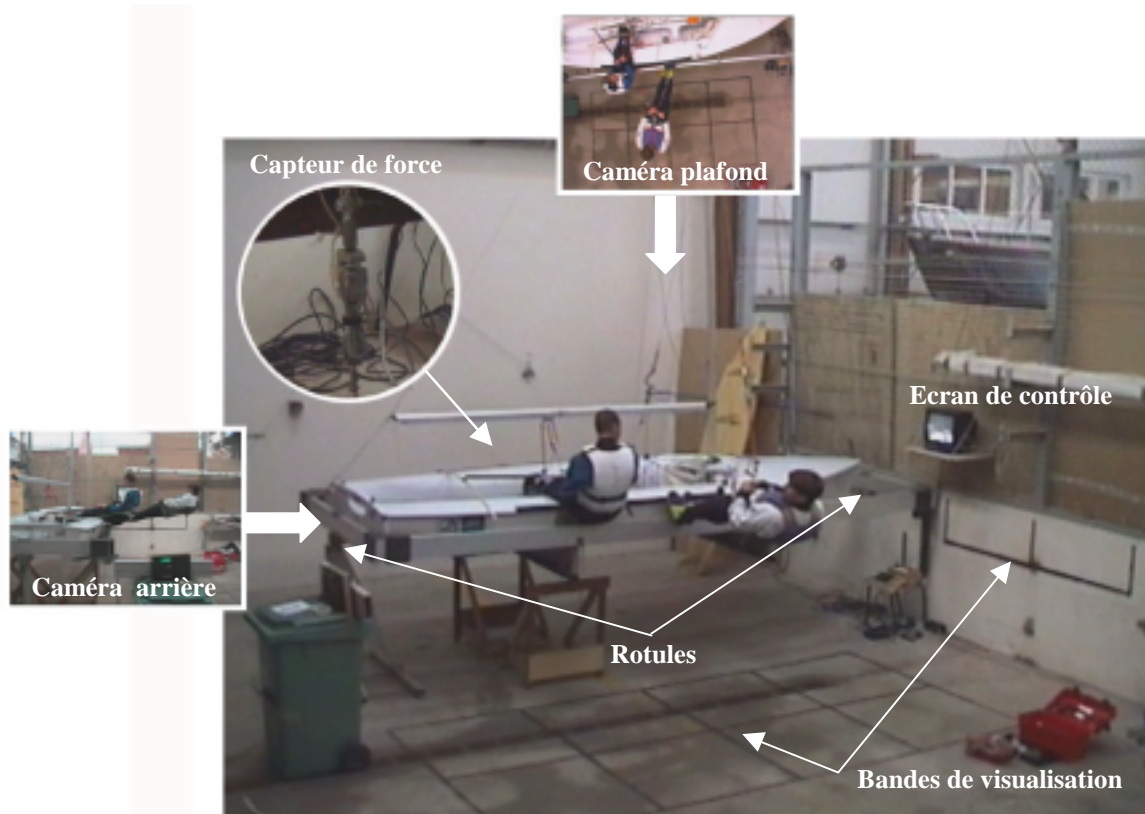 Capteur de force
Caméra plafond
Ecran de contrôle
Caméra arrière
Rotules
Bandes de visualisation